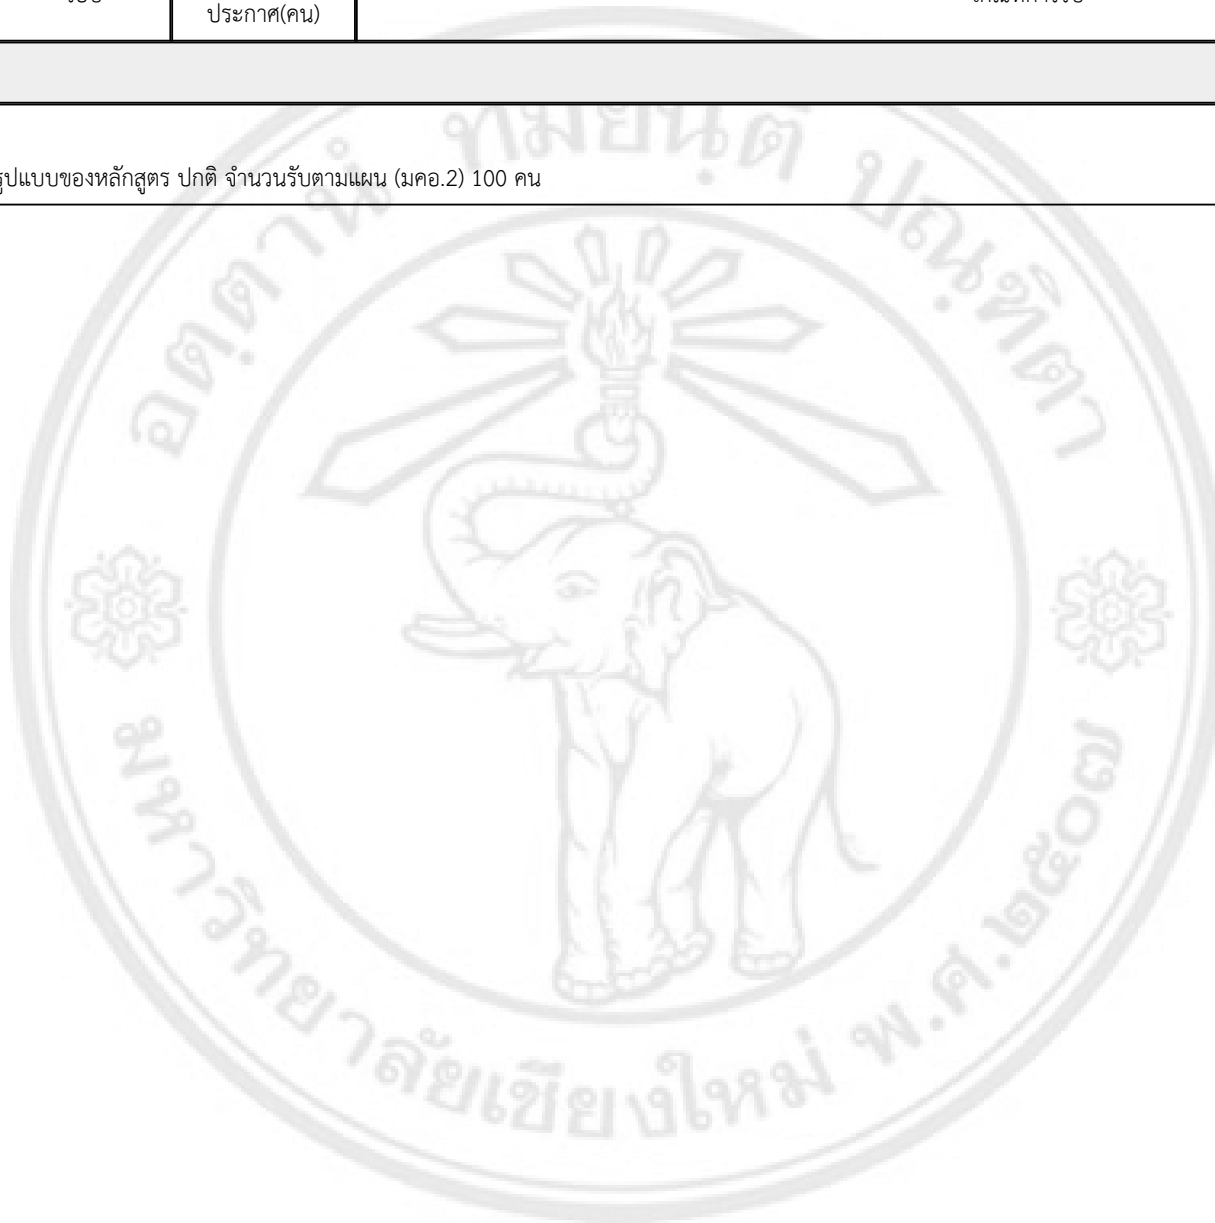 ประกาศ(คน)
รูปแบบของหลักสูตร ปกติ จำนวนรับตามแผน (มคอ.2) 100 คน
อตฺตานํ ทมยนฺติ ปณฺฑิตา
มหาวิทยาลัยเชียงใหม่ พ.ศ.๒๕๐๗